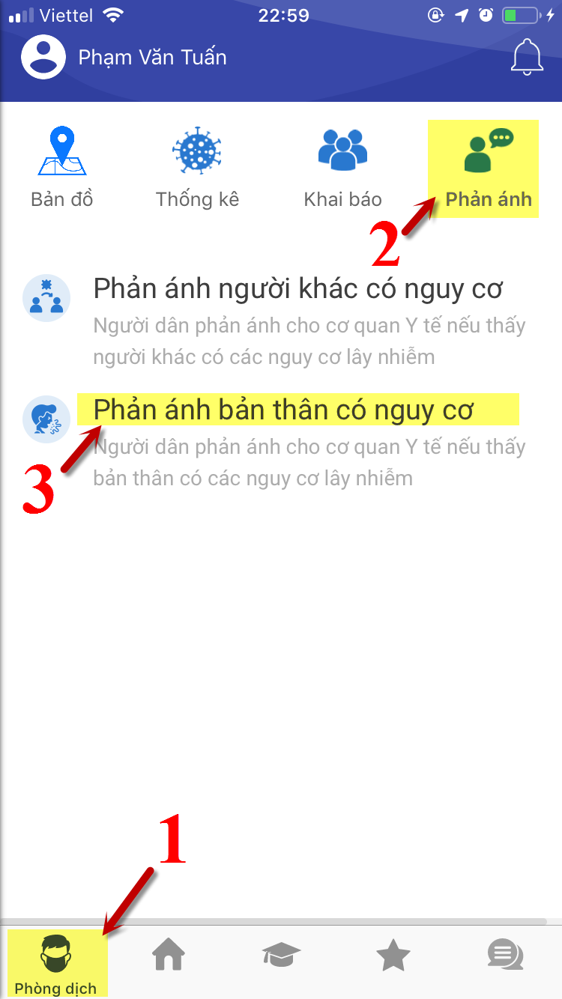 Viettel 22:59
Phạm Văn Tuấn
Bản đồ Thống kê Khai báo Phản ánh
2
Phản ánh người khác có nguy cơ
Người dân phản ánh cho cơ quan Y tế nếu thấy
người khác có các nguy cơ lây nhiễm
Phản ánh bản thân có nguy cơ
Người dân phản ánh cho cơ quan Y tế nếu thấy
bản thân có các nguy cơ lây nhiễm
3
1
Phòng dịch